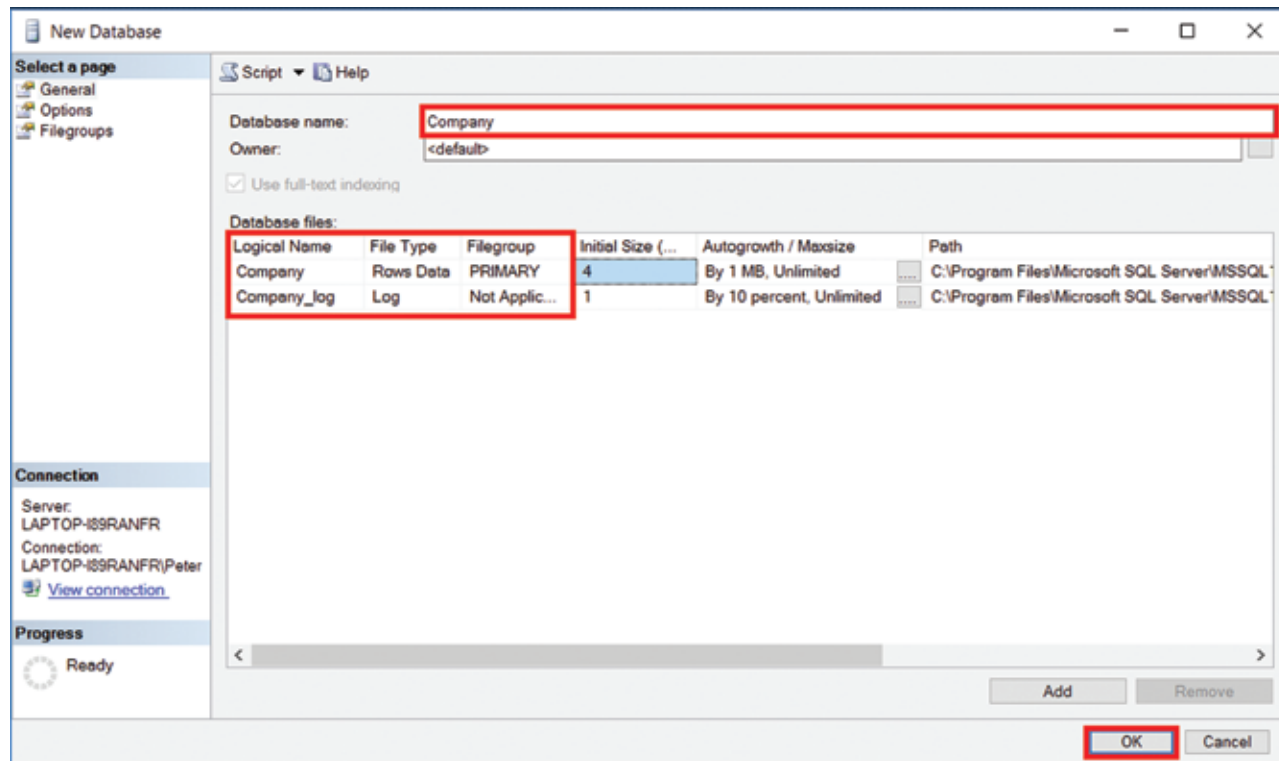 New Database
Select a page
General
Options
Filegroups
Script Help
Database name: Company
Owner: <default>
Use full-text indexing
Database files:
Logical Name File Type Filegroup Initial Size (... Autogrowth / Maxsize Path
Company Rows Data PRIMARY 4 By 1 MB, Unlimited ... C:\Program Files\Microsoft SQL Server\MSSQL1
Company_log Log Not Applic... 1 By 10 percent, Unlimited ... C:\Program Files\Microsoft SQL Server\MSSQL1
Connection
Server:
LAPTOP-I89RANFR
Connection:
LAPTOP-I89RANFR\Peter
View connection
Progress
Ready
Add Remove
OK Cancel